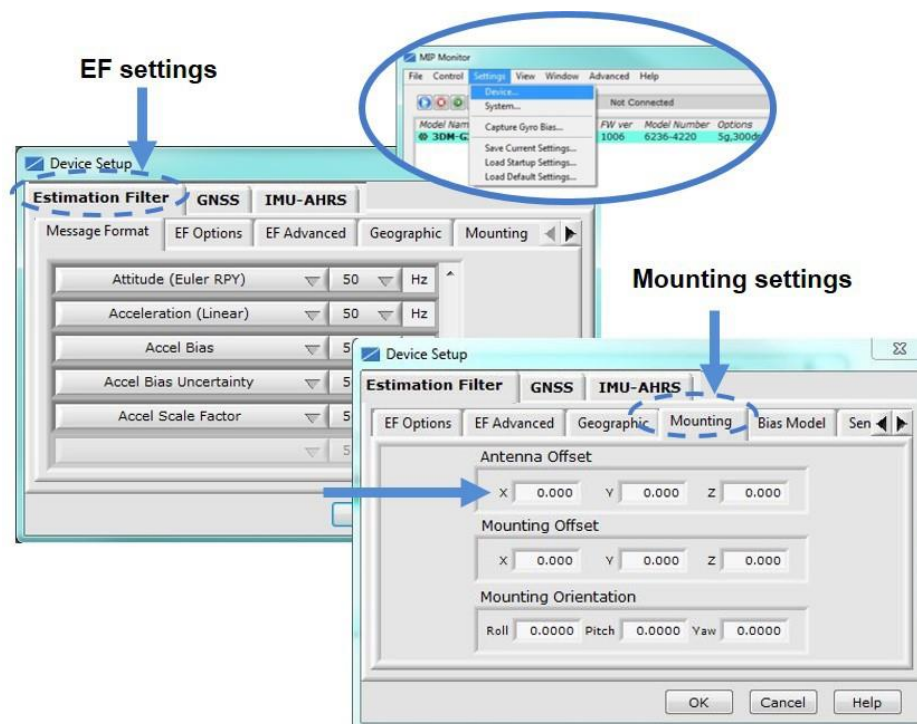 EF settings
MIP Monitor
File Control Settings View Window Advanced Help
Device...
System...
Capture Gyro Bias...
Save Current Settings...
Load Startup Settings...
Load Default Settings...
Not Connected
Model Nam FW ver Model Number Options
3DM-G 1006 6236-4220 5g,300d
Device Setup
Estimation Filter GNSS IMU-AHRS
Message Format EF Options EF Advanced Geographic Mounting
Attitude (Euler RPY) 50 Hz
Acceleration (Linear) 50 Hz
Accel Bias 5
Accel Bias Uncertainty 5
Accel Scale Factor 5
5
Mounting settings
Device Setup
Estimation Filter GNSS IMU-AHRS
EF Options EF Advanced Geographic Mounting Bias Model Sen
Antenna Offset
X 0.000 Y 0.000 Z 0.000
Mounting Offset
X 0.000 Y 0.000 Z 0.000
Mounting Orientation
Roll 0.0000 Pitch 0.0000 Yaw 0.0000
OK Cancel Help